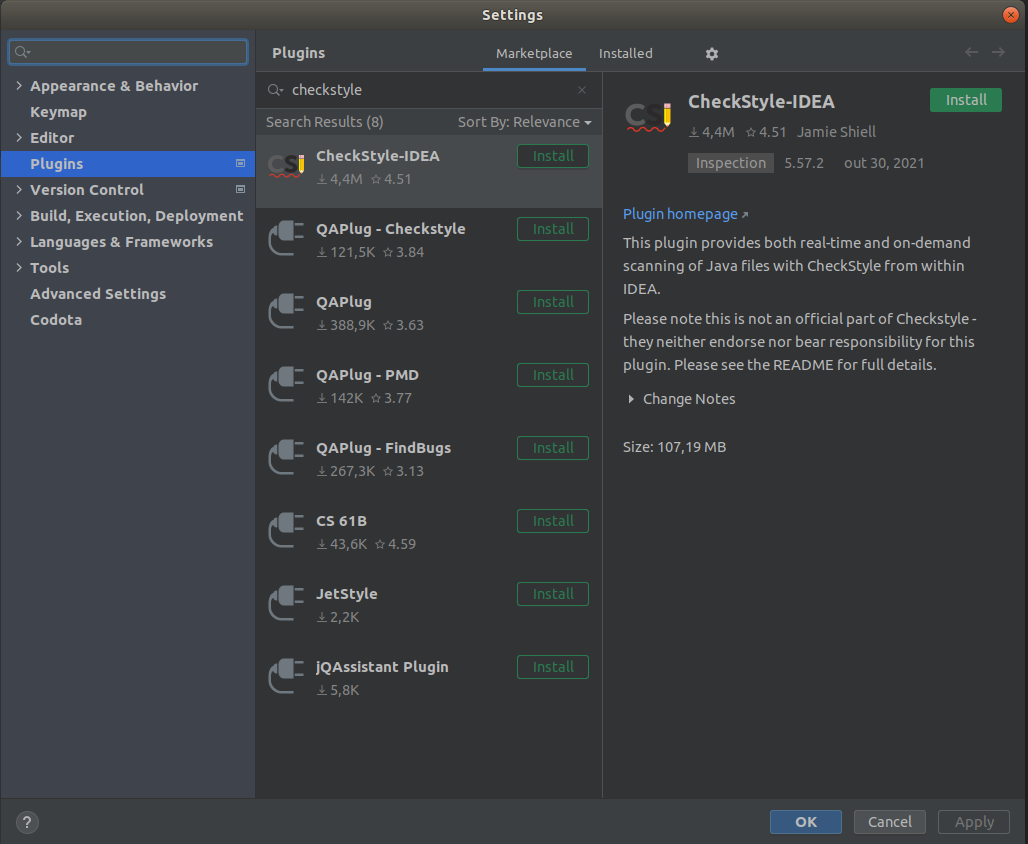 Settings
Appearance & Behavior
Keymap
Editor
Plugins
Version Control
Build, Execution, Deployment
Languages & Frameworks
Tools
Advanced Settings
Codota
Plugins
Marketplace
Installed
checkstyle
Search Results (8)
Sort By: Relevance
CheckStyle-IDEA
4,4M 4.51
Install
QAPlug - Checkstyle
121,5K 3.84
Install
QAPlug
388,9K 3.63
Install
QAPlug - PMD
142K 3.77
Install
QAPlug - FindBugs
267,3K 3.13
Install
CS 61B
43,6K 4.59
Install
JetStyle
2,2K
Install
jQAssistant Plugin
5,8K
Install
CheckStyle-IDEA
Install
4,4M 4.51 Jamie Shiell
Inspection 5.57.2 out 30, 2021
Plugin homepage
This plugin provides both real-time and on-demand
scanning of Java files with CheckStyle from within
IDEA.
Please note this is not an official part of Checkstyle -
they neither endorse nor bear responsibility for this
plugin. Please see the README for full details.
Change Notes
Size: 107,19 MB
?
OK
Cancel
Apply